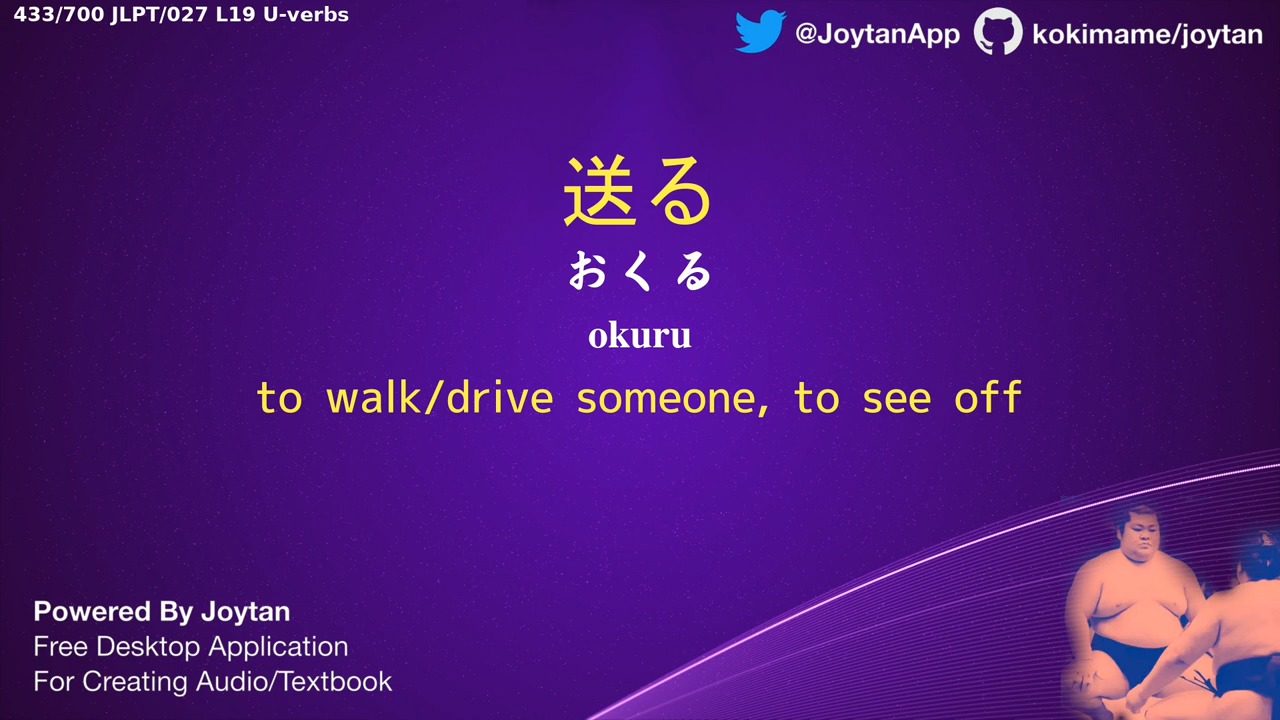 433/700 JLPT/027 L19 U-verbs
@JoytanApp kokimame/joytan
送る
おくる
okuru
to walk/drive someone, to see off
Powered By Joytan
Free Desktop Application
For Creating Audio/Textbook